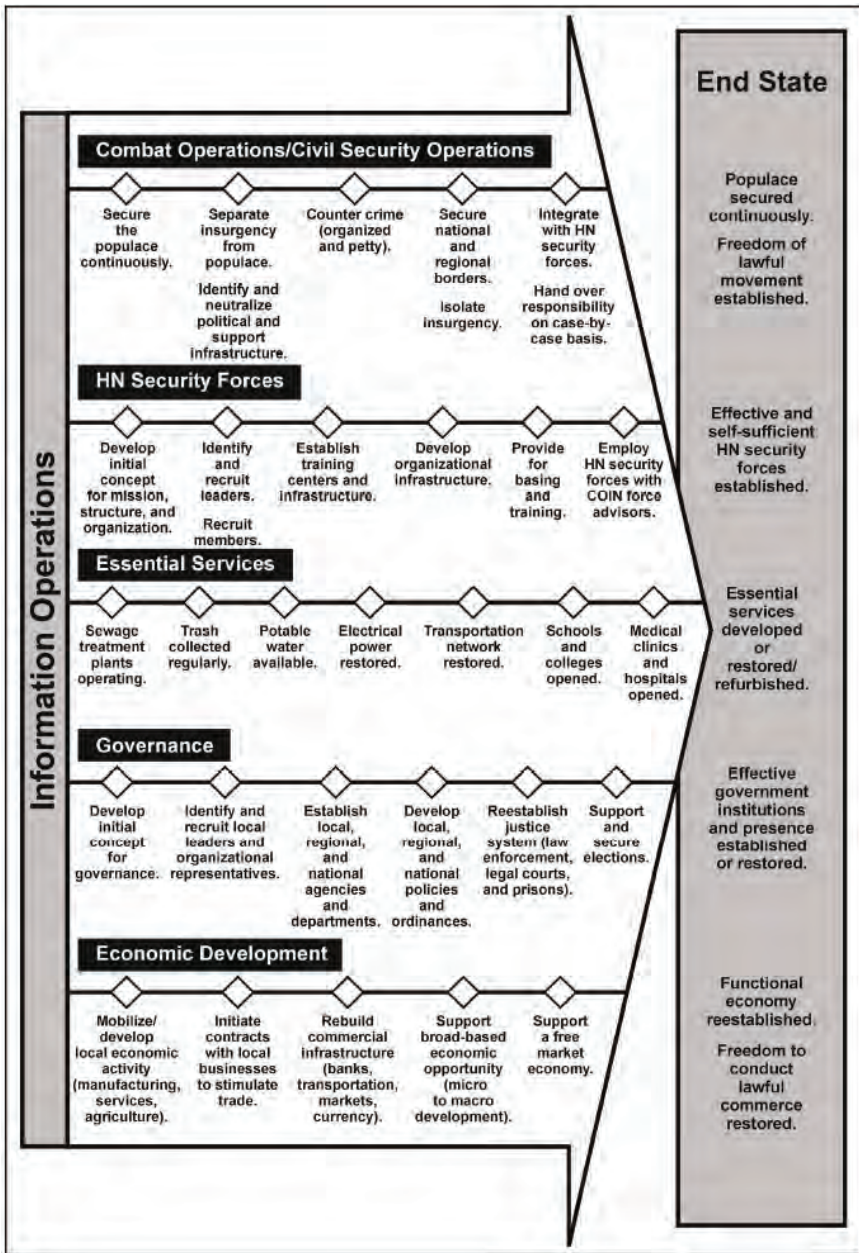 Information Operations
Combat Operations/Civil Security Operations
Secure
the
populace
continuously.
Separate
insurgency
from
populace.
Identify and
neutralize
political and
support
infrastructure.
Counter crime
(organized
and petty).
Secure
national
and
regional
borders.
Isolate
insurgency.
Integrate
with HN
security
forces.
Hand over
responsibility
on case-by-
case basis.
HN Security Forces
Develop
initial
concept
for mission,
structure, and
organization.
Identify
and
recruit
leaders.
Recruit
members.
Establish
training
centers and
infrastructure.
Develop
organizational
infrastructure.
Provide
for
basing
and
training.
Employ
HN security
forces with
COIN force
advisors.
Essential Services
Sewage
treatment
plants
operating.
Trash
collected
regularly.
Potable
water
available.
Electrical
power
restored.
Transportation
network
restored.
Schools
and
colleges
opened.
Medical
clinics
and
hospitals
opened.
Governance
Develop
initial
concept
for
governance.
Identify and
recruit local
leaders and
organizational
representatives.
Establish
local,
regional,
and
national
agencies
and
departments.
Develop
local,
regional,
and
national
policies
and
ordinances.
Reestablish
justice
system (law
enforcement,
legal courts,
and prisons).
Support
and
secure
elections.
Economic Development
Mobilize/
develop
local economic
activity
(manufacturing,
services,
agriculture).
Initiate
contracts
with local
businesses
to stimulate
trade.
Rebuild
commercial
infrastructure
(banks,
transportation,
markets,
currency).
Support
broad-based
economic
opportunity
(micro
to macro
development).
Support
a free
market
economy.
End State
Populace
secured
continuously.
Freedom of
lawful
movement
established.
Effective and
self-sufficient
HN security
forces
established.
Essential
services
developed
or
restored/
refurbished.
Effective
government
institutions
and presence
established
or restored.
Functional
economy
reestablished.
Freedom to
conduct
lawful
commerce
restored.